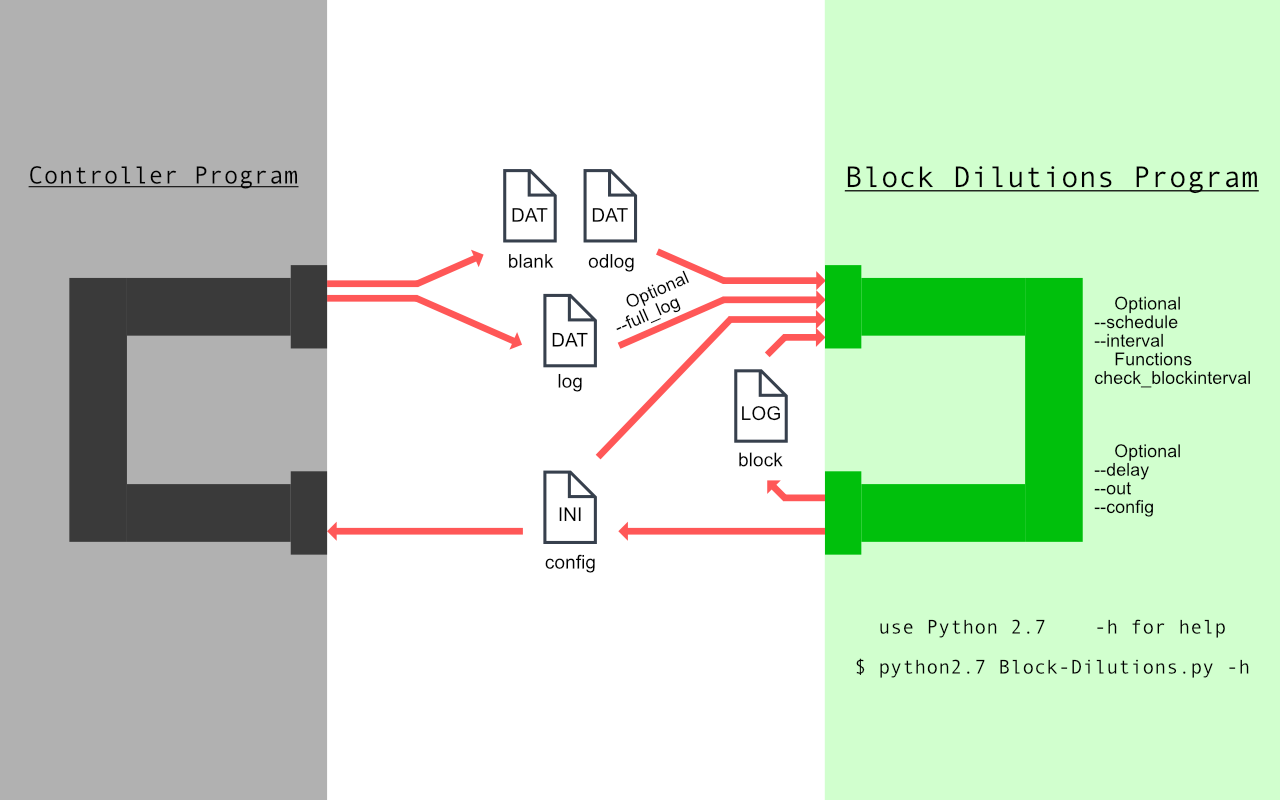 Controller Program
Block Dilutions Program
DAT
DAT
blank
odlog
Optional
--full_log
DAT
log
LOG
block
INI
config
Optional
--schedule
--interval
Functions
check_blockinterval
Optional
--delay
--out
--config
use Python 2.7    -h for help
$ python2.7 Block-Dilutions.py -h